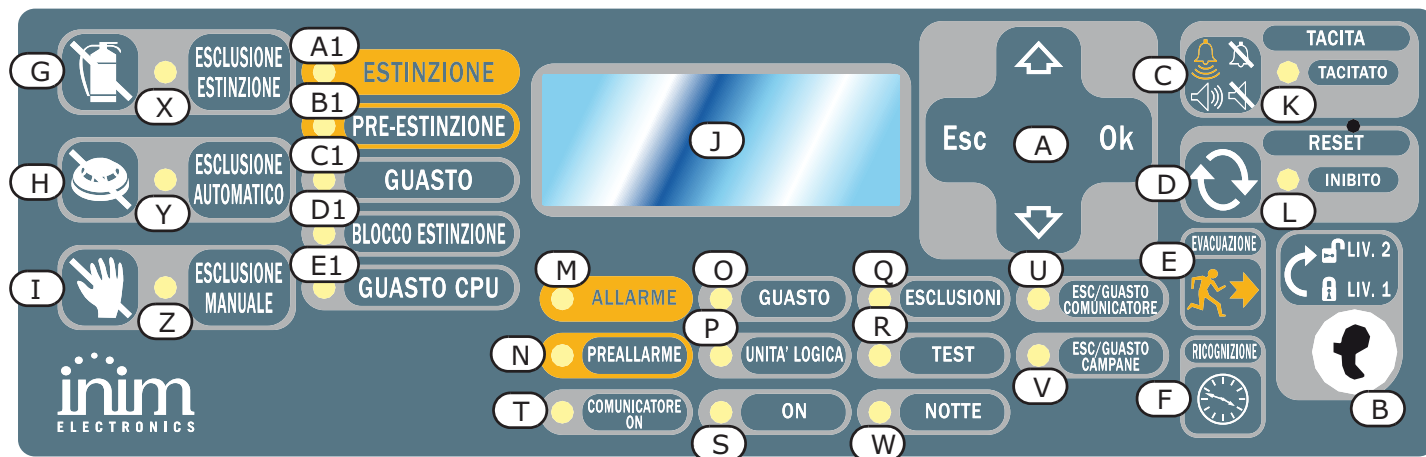 G
X
ESCLUSIONE
ESTINZIONE
H
Y
ESCLUSIONE
AUTOMATICO
I
Z
ESCLUSIONE
MANUALE
inim
ELECTRONICS
A1
ESTINZIONE
B1
PRE-ESTINZIONE
C1
GUASTO
D1
BLOCCO ESTINZIONE
E1
GUASTO CPU
J
Esc
A
Ok
M
ALLARME
O
GUASTO
Q
ESCLUSIONI
U
ESC/GUASTO
COMUNICATORE
N
PREALLARME
P
UNITA' LOGICA
R
TEST
V
ESC/GUASTO
CAMPANE
T
COMUNICATORE
ON
S
ON
W
NOTTE
C
TACITA
K
TACITATO
D
RESET
L
INIBITO
E
EVACUAZIONE
F
RICOGNIZIONE
LIV. 2
LIV. 1
B